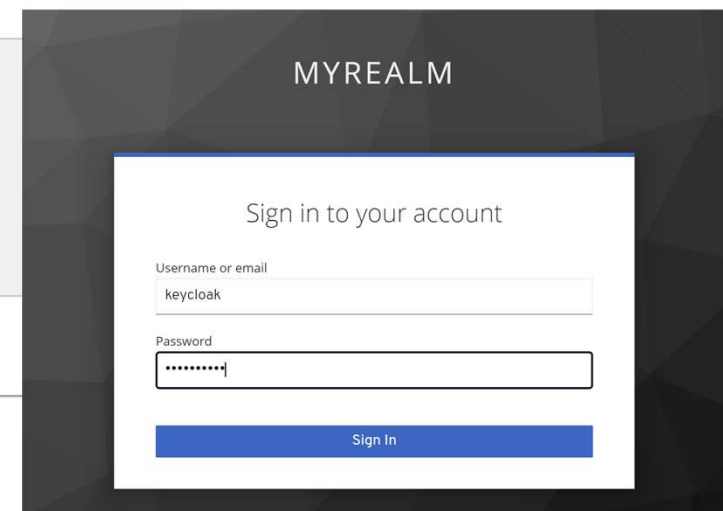 MYREALM
Sign in to your account
Username or email
keycloak
Password
••••••••••
Sign In